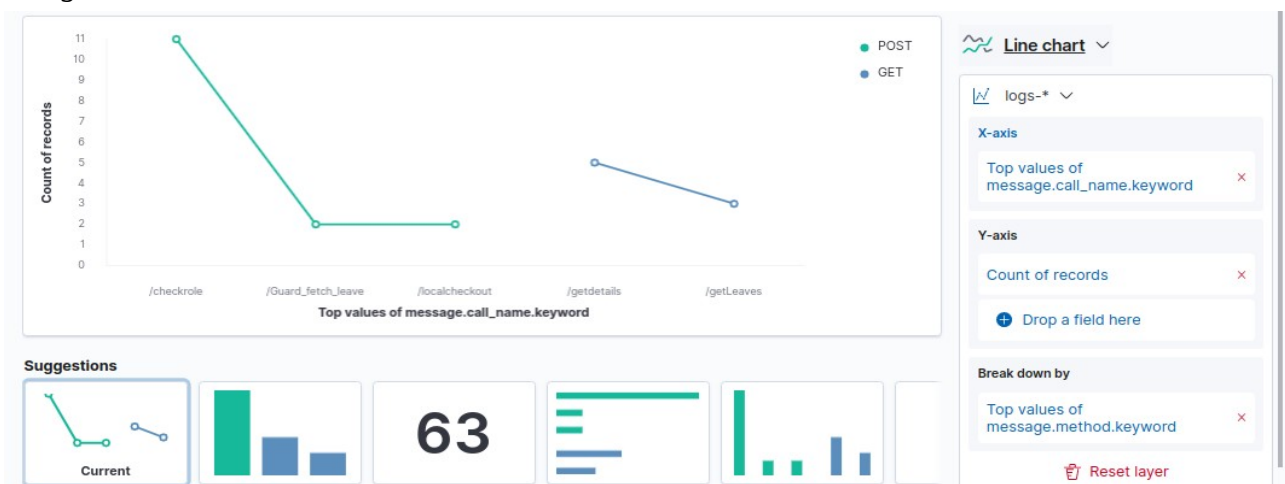 11
10
9
8
7
6
5
4
3
2
1
0
Count of records
/checkrole
/Guard_fetch_leave
/localcheckout
/getdetails
/getLeaves
Top values of message.call_name.keyword
POST
GET
Line chart
logs-*
X-axis
Top values of
message.call_name.keyword
×
Y-axis
Count of records
×
Drop a field here
Break down by
Top values of
message.method.keyword
×
Reset layer
Suggestions
Current
63